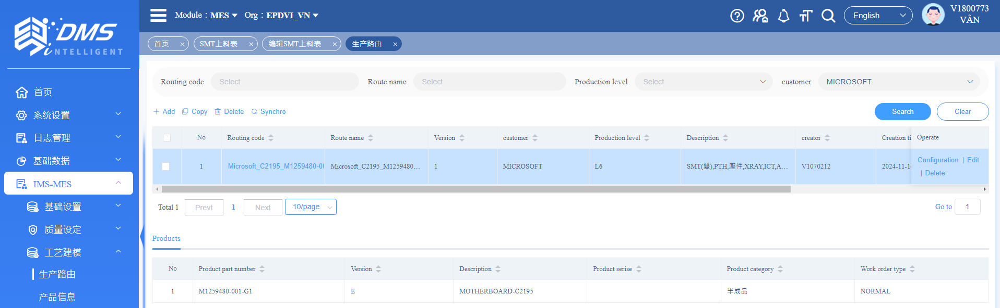 DMS
iNTELLIGENT
Module：MES Org：EPDVI_VN
English
V1800773
VÂN
首页 × SMT上料表 × 编辑SMT上料表 × 生产路由 ×
首页
系统设置
日志管理
基础数据
IMS-MES
基础设置
质量设定
工艺建模
生产路由
产品信息
Routing code Select Route name Select Production level Select customer MICROSOFT
Add Copy Delete Synchro Search Clear
No Routing code Route name Version customer Production level Description creator Creation ti Operate
1 Microsoft_C2195_M1259480-00 Microsoft_C2195_M1259480... 1 MICROSOFT L6 SMT(雙),PTH,壓件,XRAY,ICT,A... V1070212 2024-11-16 Configuration | Edit
| Delete
Total 1 Prevt 1 Next 10/page Go to 1
Products
No Product part number Version Description Product serise Product category Work order type
1 M1259480-001-G1 E MOTHERBOARD-C2195 半成品 NORMAL